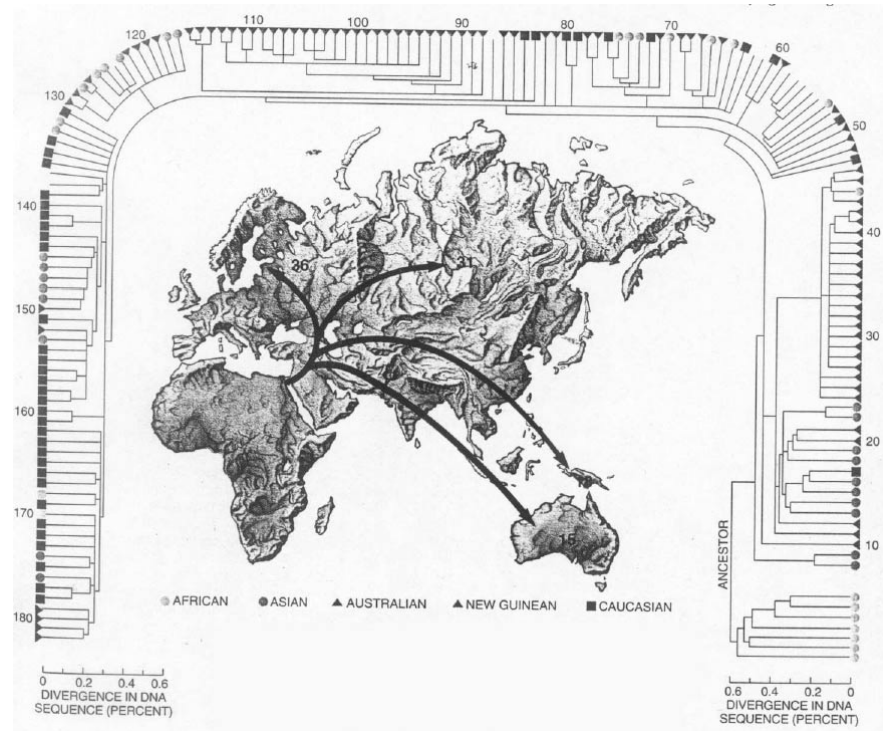 110
100
90
80
70
120
60
130
50
140
40
36
31
150
30
160
20
170
15
10
ANCESTOR
AFRICAN ASIAN AUSTRALIAN NEW GUINEAN CAUCASIAN
180
0 0.2 0.4 0.6
DIVERGENCE IN DNA
SEQUENCE (PERCENT)
0.6 0.4 0.2 0
DIVERGENCE IN DNA
SEQUENCE (PERCENT)